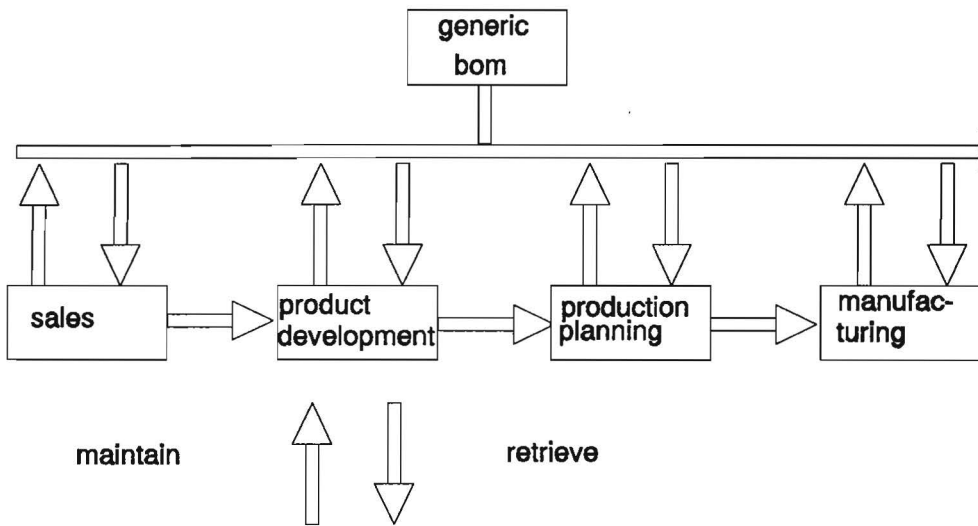 generic
bom
sales
product
development
production
planning
manufac-
turing
maintain
retrieve